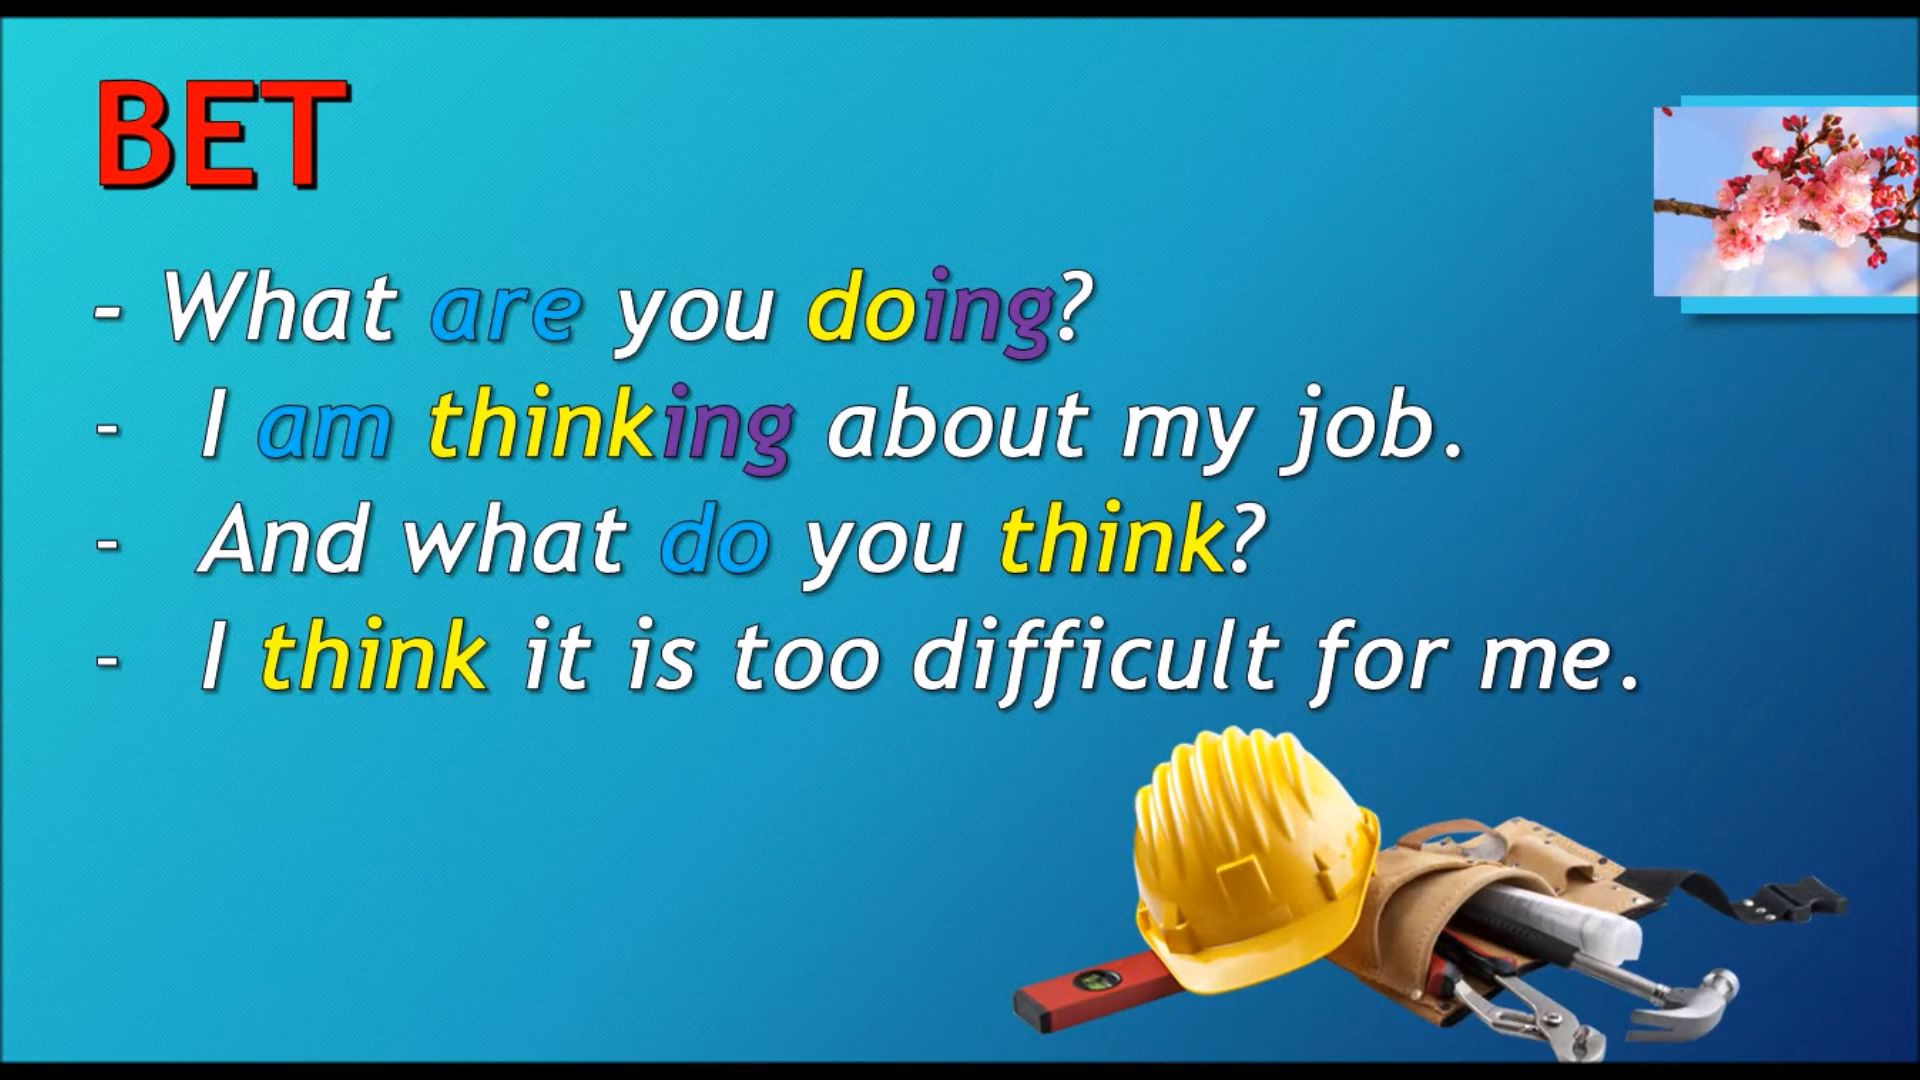 BET
- What are you doing?
- I am thinking about my job.
- And what do you think?
- I think it is too difficult for me.